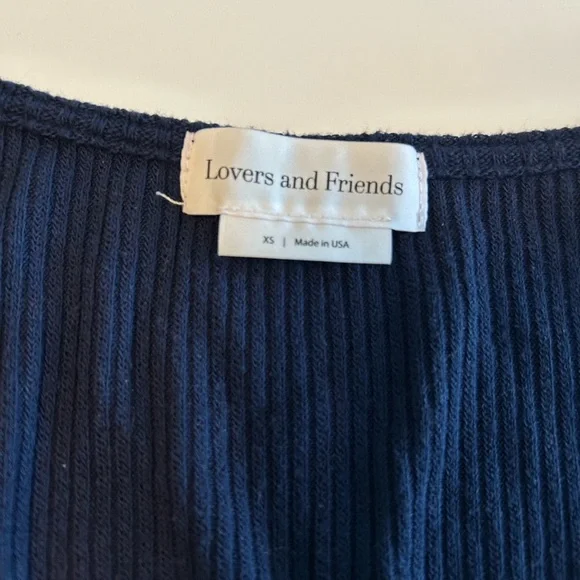 Lovers and Friends
XS | Made in USA